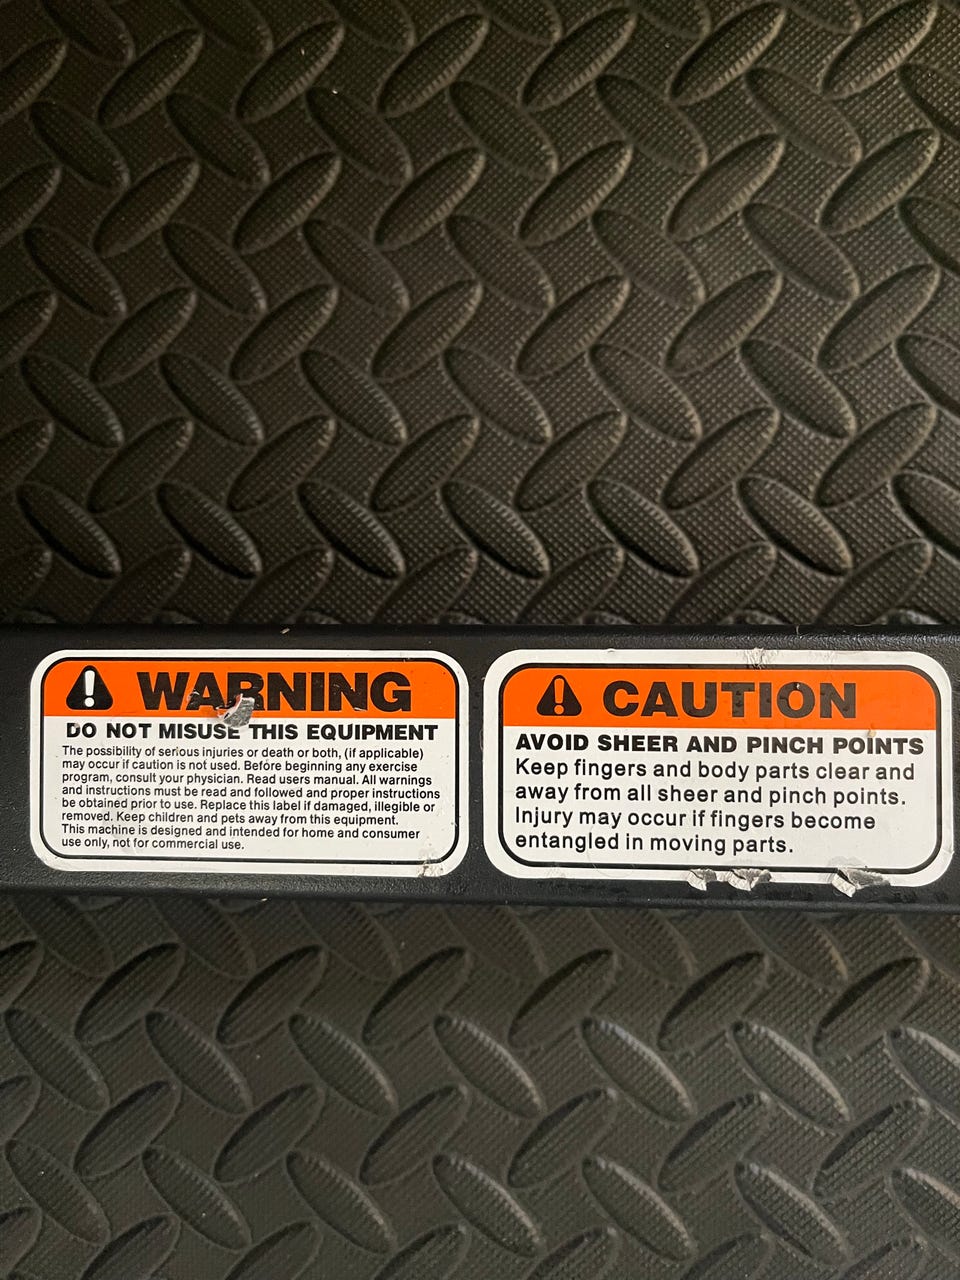 WARNING
DO NOT MISUSE THIS EQUIPMENT
The possibility of serious injuries or death or both, (if applicable)
may occur if caution is not used. Before beginning any exercise
program, consult your physician. Read users manual. All warnings
and instructions must be read and followed and proper instructions
be obtained prior to use. Replace this label if damaged, illegible or
removed. Keep children and pets away from this equipment.
This machine is designed and intended for home and consumer
use only, not for commercial use.
CAUTION
AVOID SHEER AND PINCH POINTS
Keep fingers and body parts clear and
away from all sheer and pinch points.
Injury may occur if fingers become
entangled in moving parts.